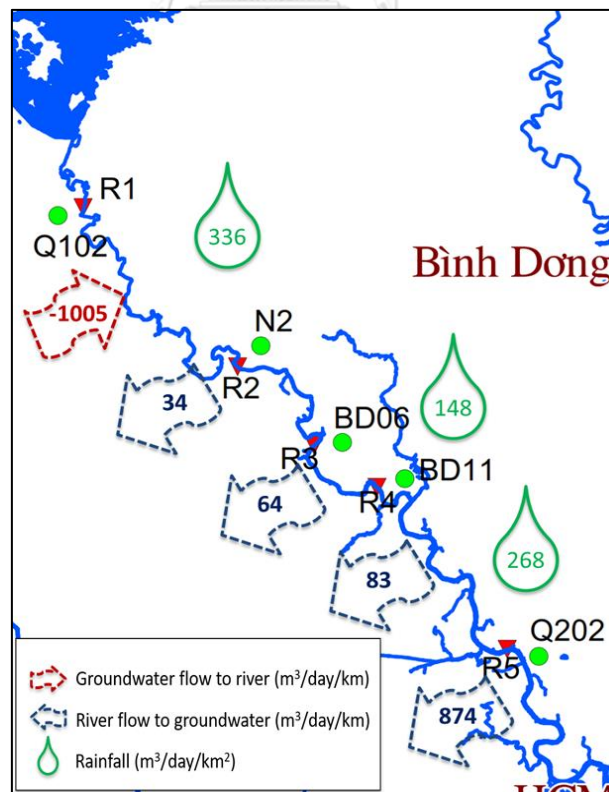 R1
Q102
336
Bình Dơng
-1005
N2
R2
34
148
BD06
R3
BD11
R4
64
83
268
Q202
R5
874
Groundwater flow to river (m³/day/km)
River flow to groundwater (m³/day/km)
Rainfall (m³/day/km²)